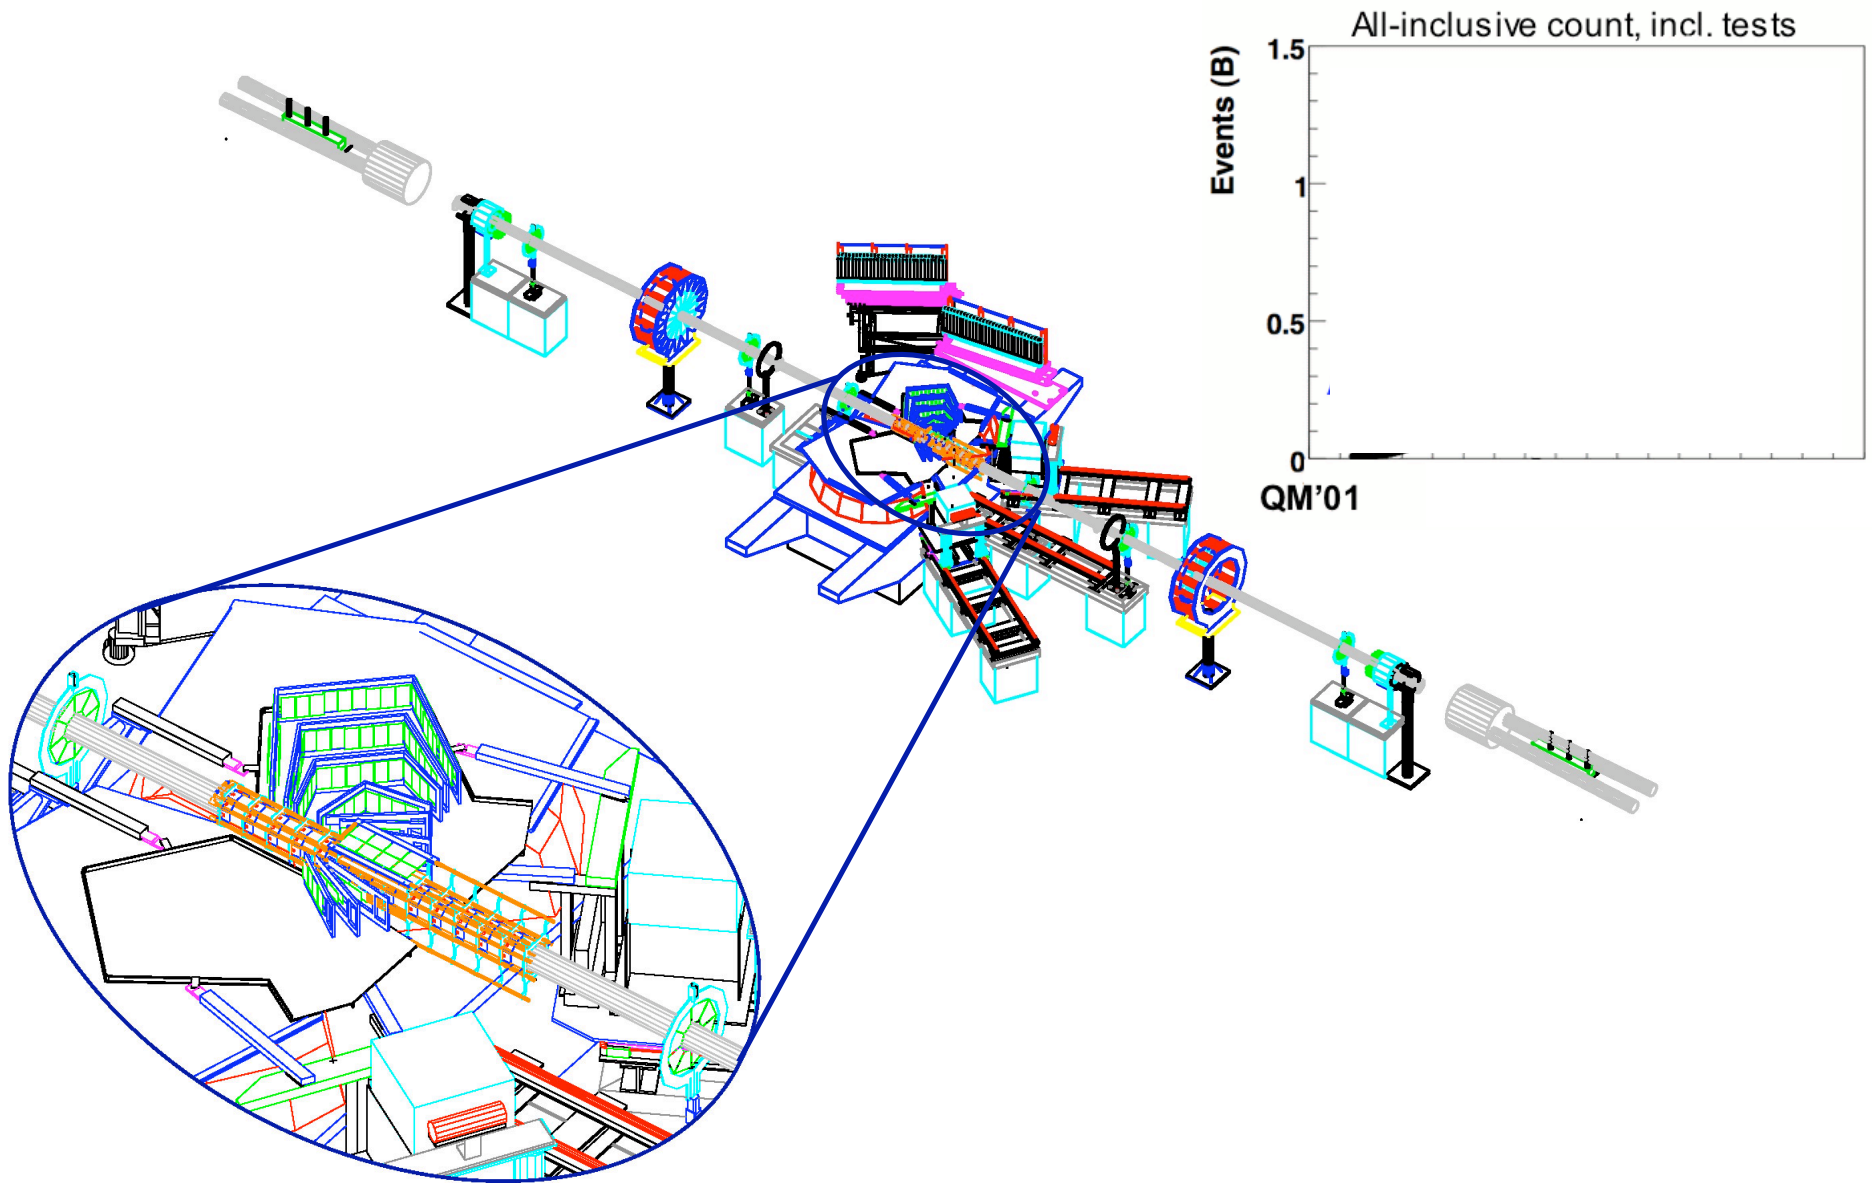 All-inclusive count, incl. tests
Events (B)
1.5
1
0.5
0
QM’01